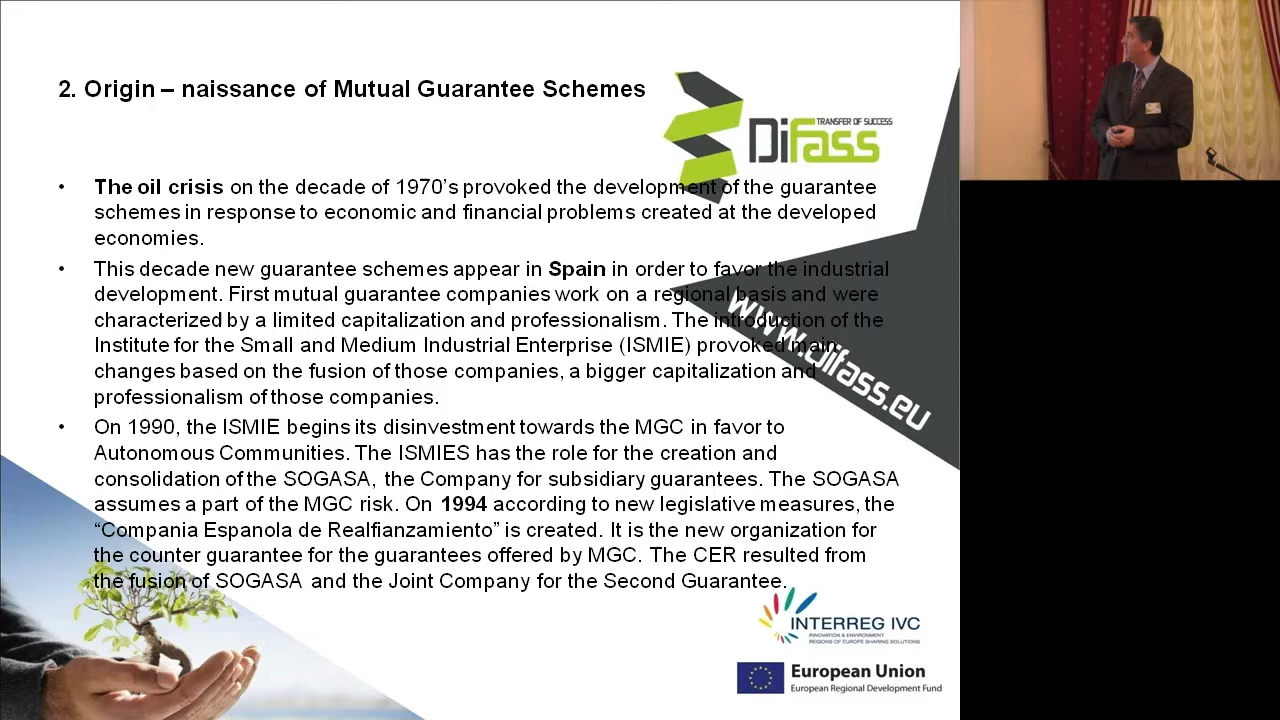 2. Origin – naissance of Mutual Guarantee Schemes
TRANSFER OF SUCCESS
Difass
• The oil crisis on the decade of 1970's provoked the development of the guarantee
schemes in response to economic and financial problems created at the developed
economies.
• This decade new guarantee schemes appear in Spain in order to favor the industrial
development. First mutual guarantee companies work on a regional basis and were
characterized by a limited capitalization and professionalism. The introduction of the
Institute for the Small and Medium Industrial Enterprise (ISMIE) provoked main
changes based on the fusion of those companies, a bigger capitalization and
professionalism of those companies.
www.difass.eu
• On 1990, the ISMIE begins its disinvestment towards the MGC in favor to
Autonomous Communities. The ISMIES has the role for the creation and
consolidation of the SOGASA, the Company for subsidiary guarantees. The SOGASA
assumes a part of the MGC risk. On 1994 according to new legislative measures, the
“Compania Espanola de Realfianzamiento” is created. It is the new organization for
the counter guarantee for the guarantees offered by MGC. The CER resulted from
the fusion of SOGASA and the Joint Company for the Second Guarantee.
INTERREG IVC
INNOVATION & ENVIRONMENT
REGIONS OF EUROPE SHARING SOLUTIONS
European Union
European Regional Development Fund